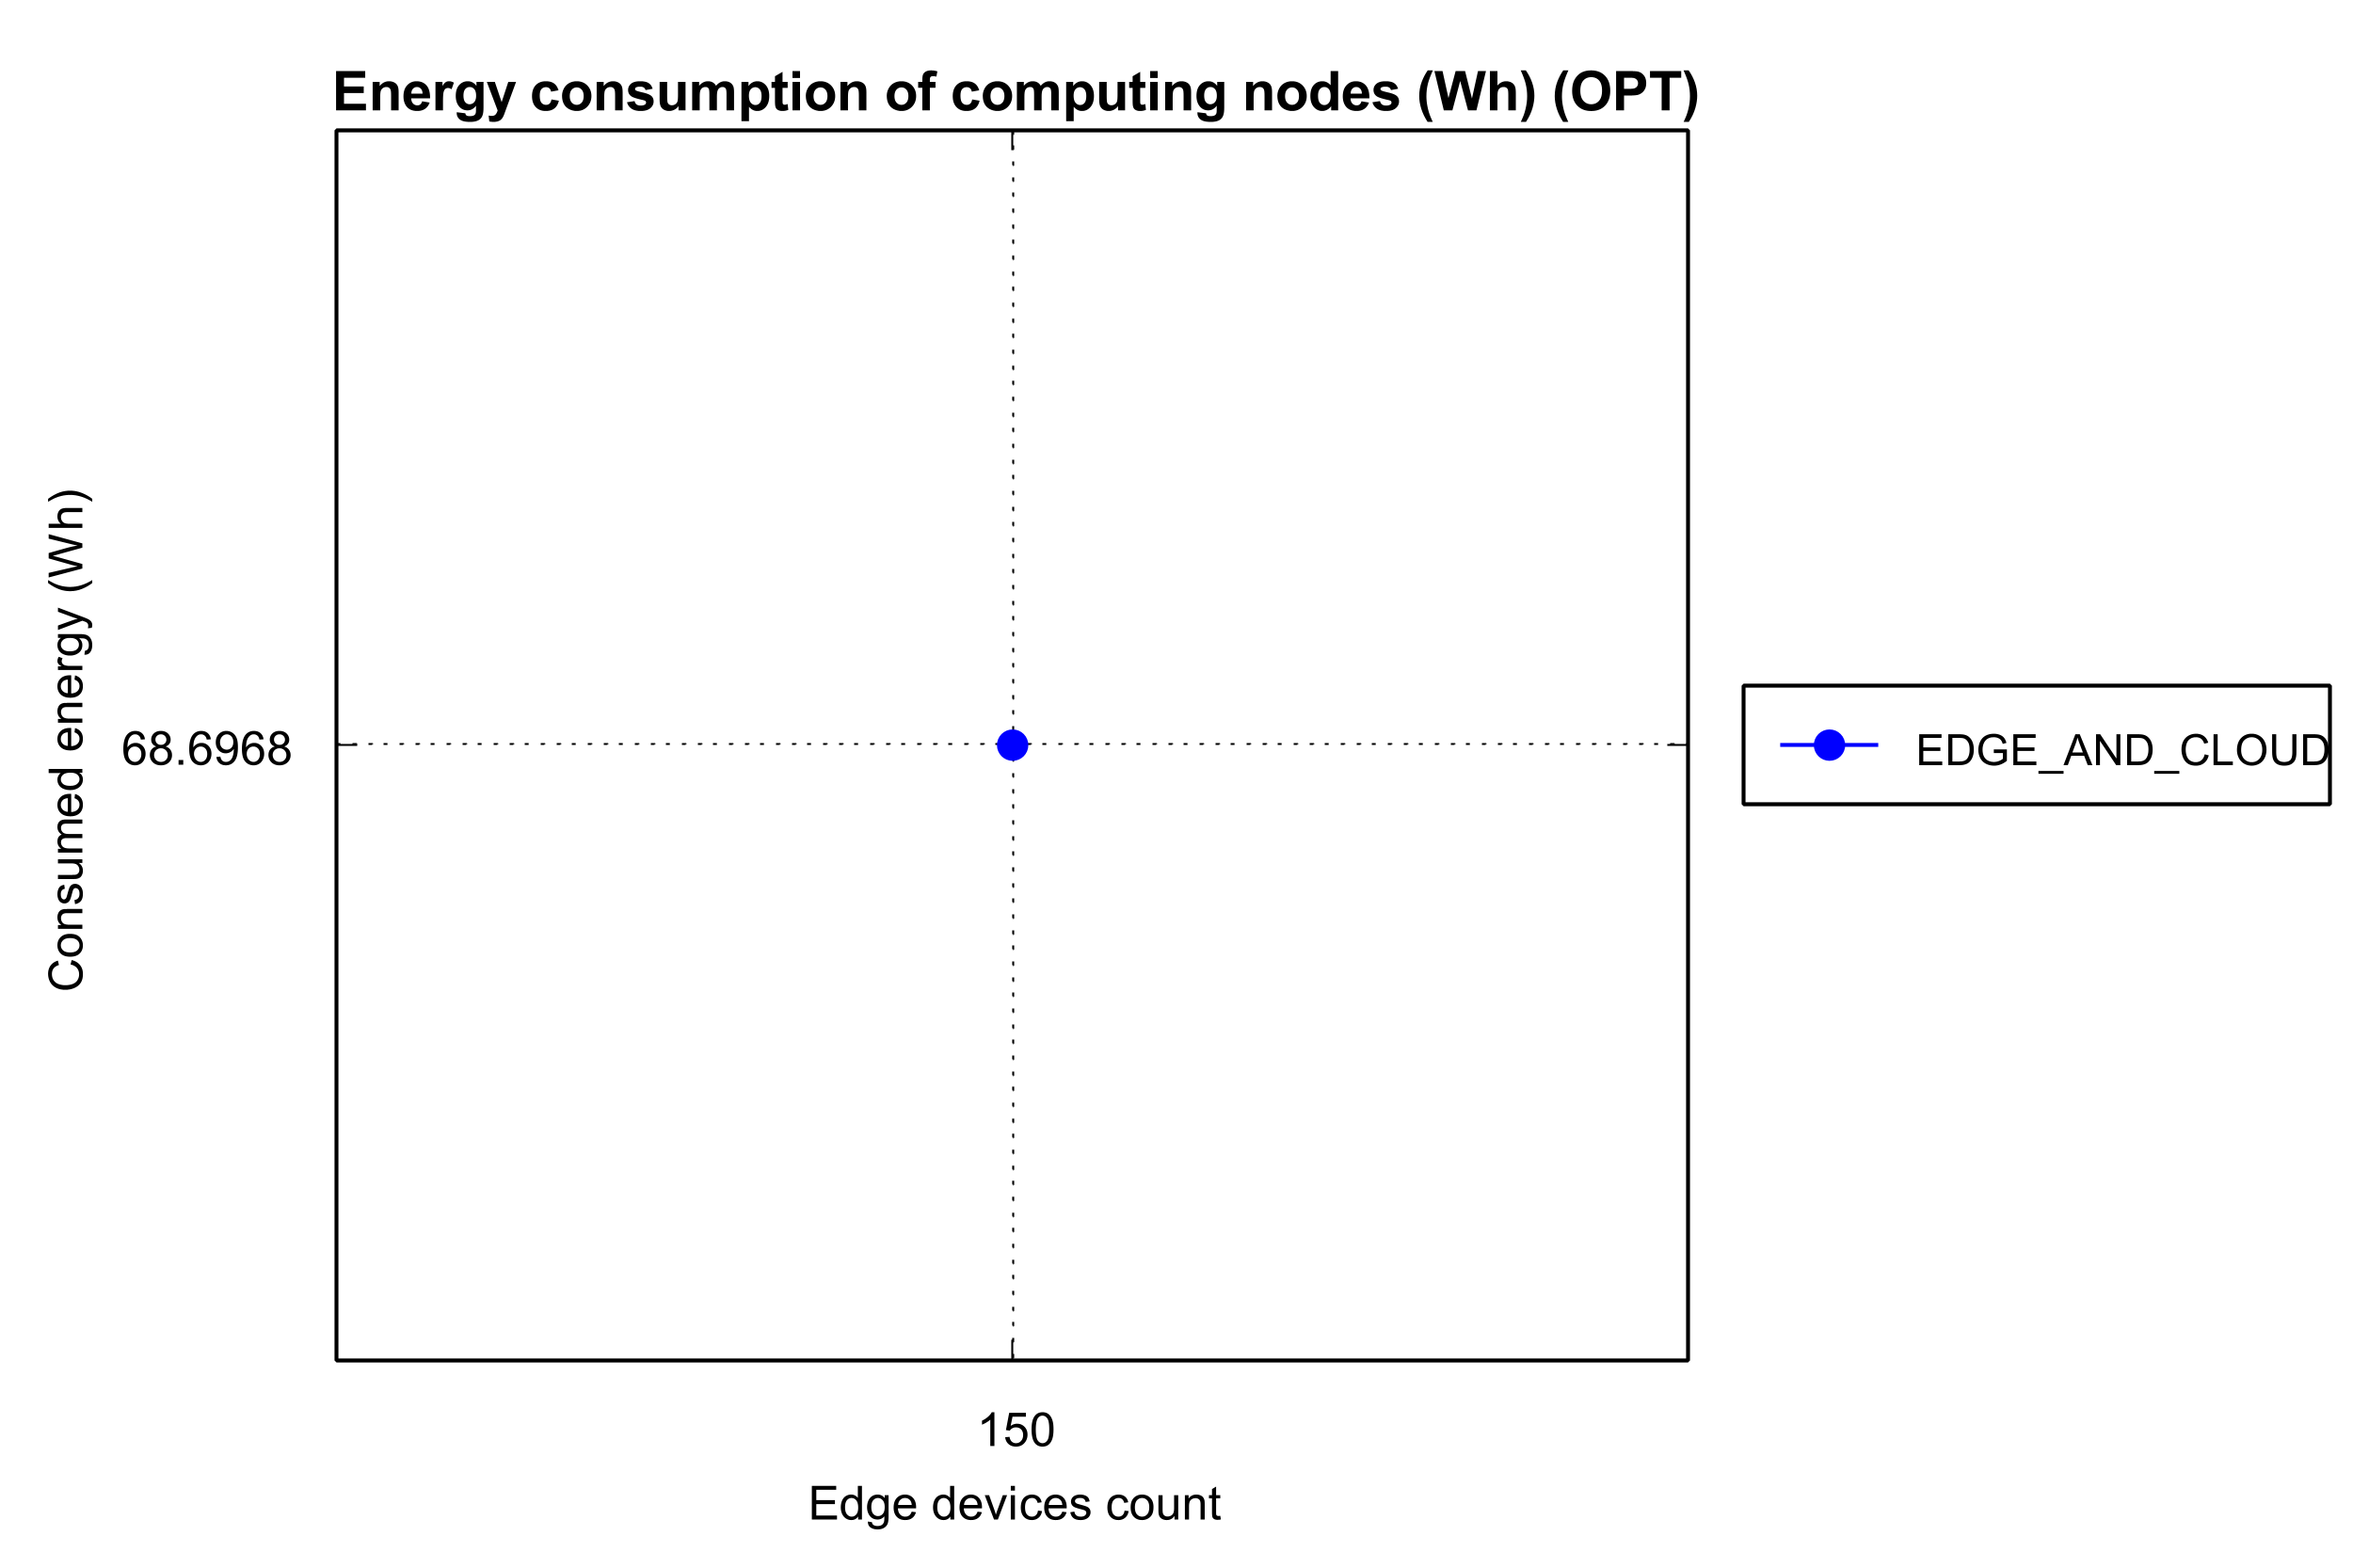 Energy consumption of computing nodes (Wh) (OPT)
Consumed energy (Wh)
68.6968
EDGE_AND_CLOUD
150
Edge devices count